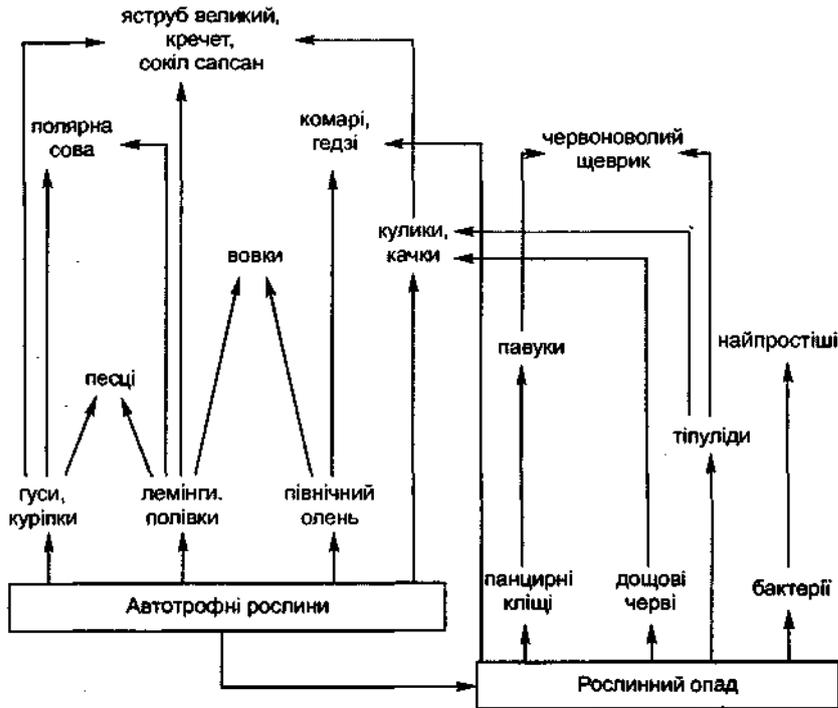 яструб великий,
кречет,
сокіл сапсан
полярна
сова
комарі,
гедзі
червоноволий
щеврик
кулики,
качки
вовки
павуки
найпростіші
песці
тіпуліди
гуси,
куріпки
лемінги.
полівки
північний
олень
панцирні
кліщі
дощові
черві
бактерії
Автотрофні рослини
Рослинний опад